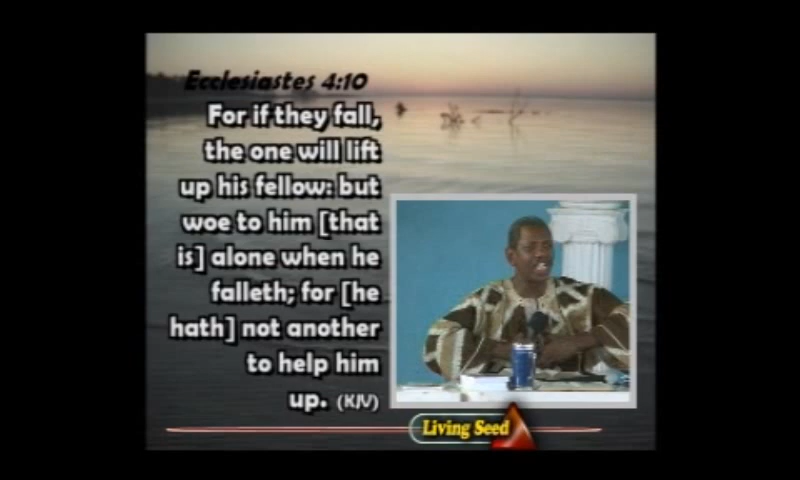 Ecclesiastes 4:10
For if they fall,
the one will lift
up his fellow: but
woe to him [that
is] alone when he
falleth; for [he
hath] not another
to help him
up. (KJV)
Living Seed